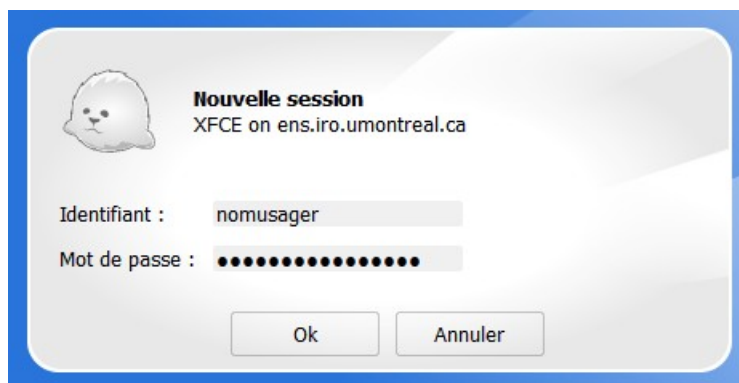 Nouvelle session
XFCE on ens.iro.umontreal.ca
Identifiant : nomusager
Mot de passe : ●●●●●●●●●●●●●●●●
Ok Annuler